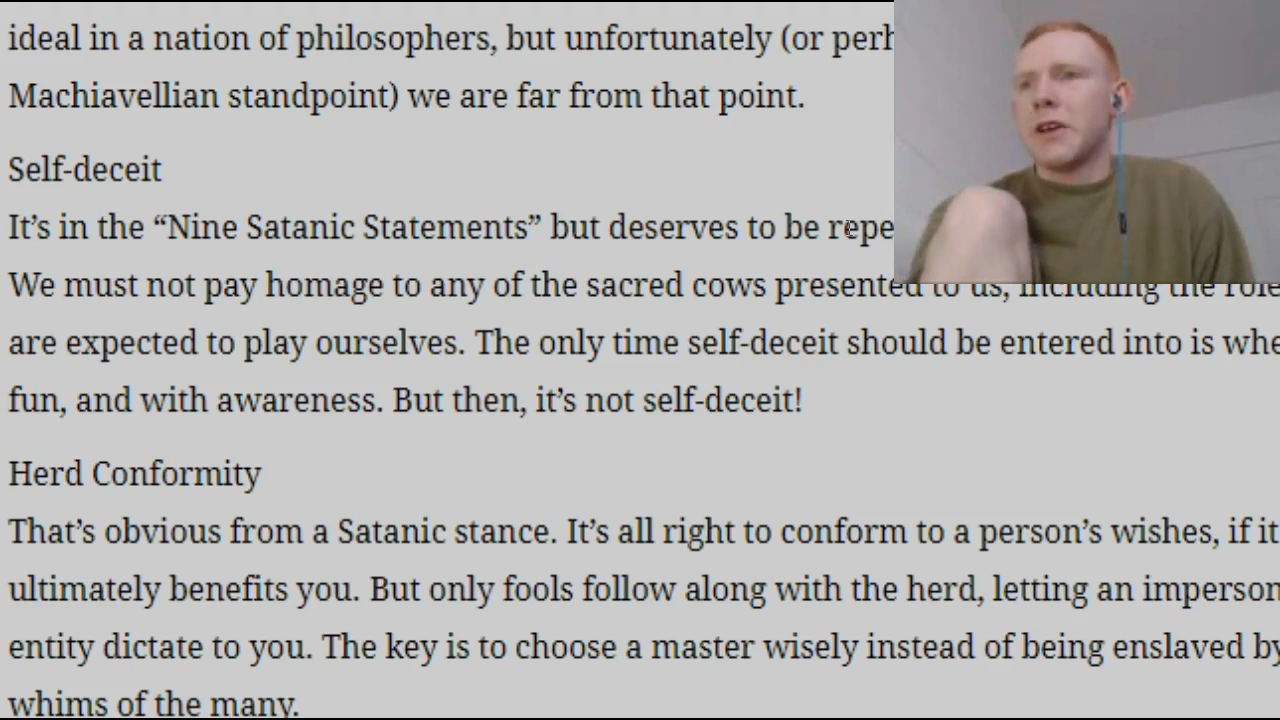 ideal in a nation of philosophers, but unfortunately (or
Machiavellian standpoint) we are far from that point.
Self-deceit
It’s in the “Nine Satanic Statements” but deserves to be
We must not pay homage to any of the sacred cows presented to us, including the
are expected to play ourselves. The only time self-deceit should be entered into is
fun, and with awareness. But then, it’s not self-deceit!
Herd Conformity
That’s obvious from a Satanic stance. It’s all right to conform to a person’s wishes, if it
ultimately benefits you. But only fools follow along with the herd, letting an
entity dictate to you. The key is to choose a master wisely instead of being enslaved by
whims of the many.